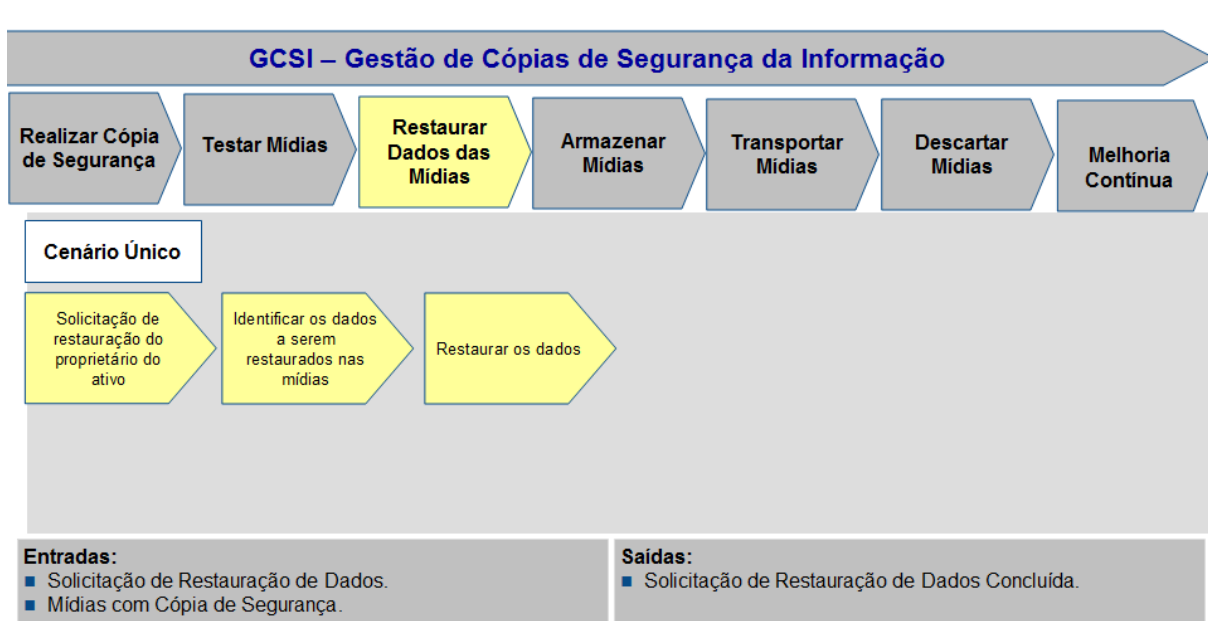 GCSI – Gestão de Cópias de Segurança da Informação
Realizar Cópia
de Segurança
Testar Mídias
Restaurar
Dados das
Mídias
Armazenar
Mídias
Transportar
Mídias
Descartar
Mídias
Melhoria
Contínua
Cenário Único
Solicitação de
restauração do
proprietário do
ativo
Identificar os dados
a serem
restaurados nas
mídias
Restaurar os dados
Entradas:
Solicitação de Restauração de Dados.
Mídias com Cópia de Segurança.
Saídas:
Solicitação de Restauração de Dados Concluída.